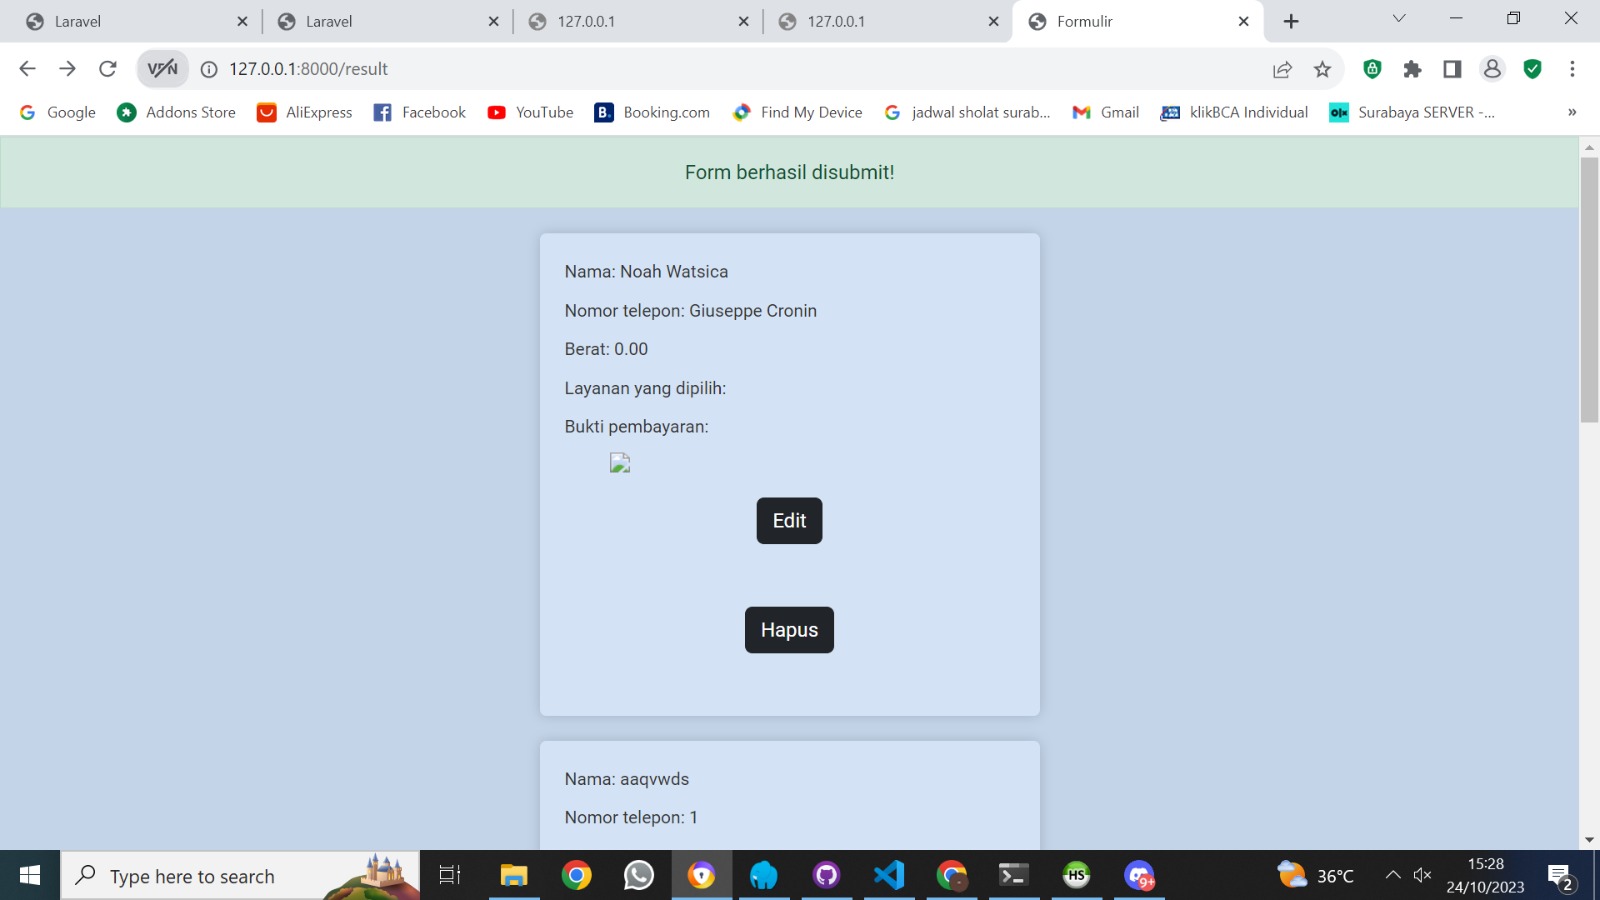 Laravel
Laravel
127.0.0.1
127.0.0.1
Formulir
VPN
127.0.0.1:8000/result
Google
Addons Store
AliExpress
Facebook
B.
Booking.com
YouTube
Find My Device
jadwal sholat surab...
Gmail
klikBCA Individual
olx
Surabaya SERVER -...
»
Form berhasil disubmit!
Nama: Noah Watsica
Nomor telepon: Giuseppe Cronin
Berat: 0.00
Layanan yang dipilih:
Bukti pembayaran:
Edit
Hapus
Nama: aaqvwds
Nomor telepon: 1
Type here to search
HS
9+
36°C
15:28
24/10/2023
2